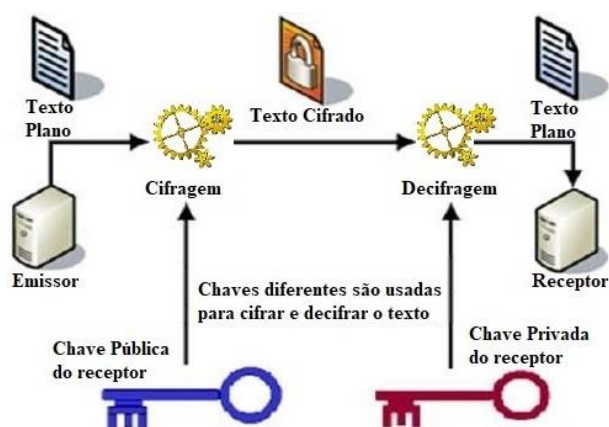 Texto
Plano
Texto Cifrado
Texto
Plano
Cifragem
Decifragem
Emissor
Receptor
Chaves diferentes são usadas
para cifrar e decifrar o texto
Chave Pública
do receptor
Chave Privada
do receptor